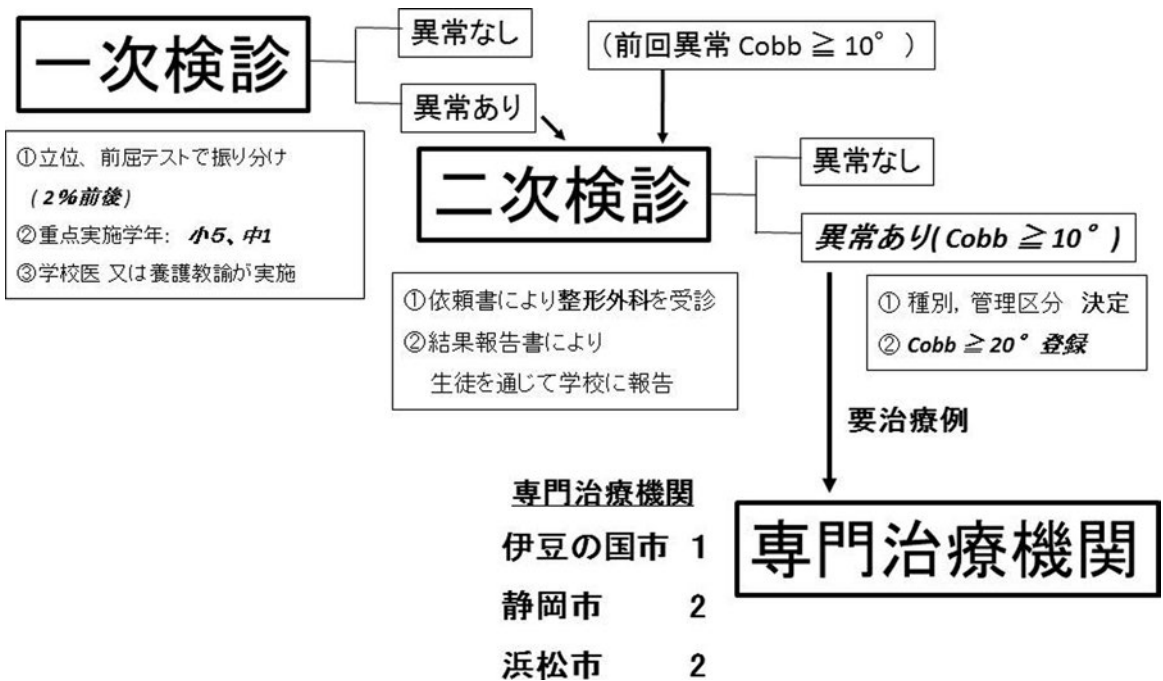 一次検診
異常なし
異常あり
(前回異常 Cobb ≧ 10°)
①立位、前屈テストで振り分け
(2%前後)
②重点実施学年: 小5、中1
③学校医 又は養護教諭が実施
二次検診
異常なし
異常あり(Cobb ≧ 10°)
①依頼書により整形外科を受診
②結果報告書により
生徒を通じて学校に報告
① 種別, 管理区分 決定
② Cobb ≧ 20° 登録
要治療例
専門治療機関
専門治療機関
伊豆の国市 1
静岡市 2
浜松市 2